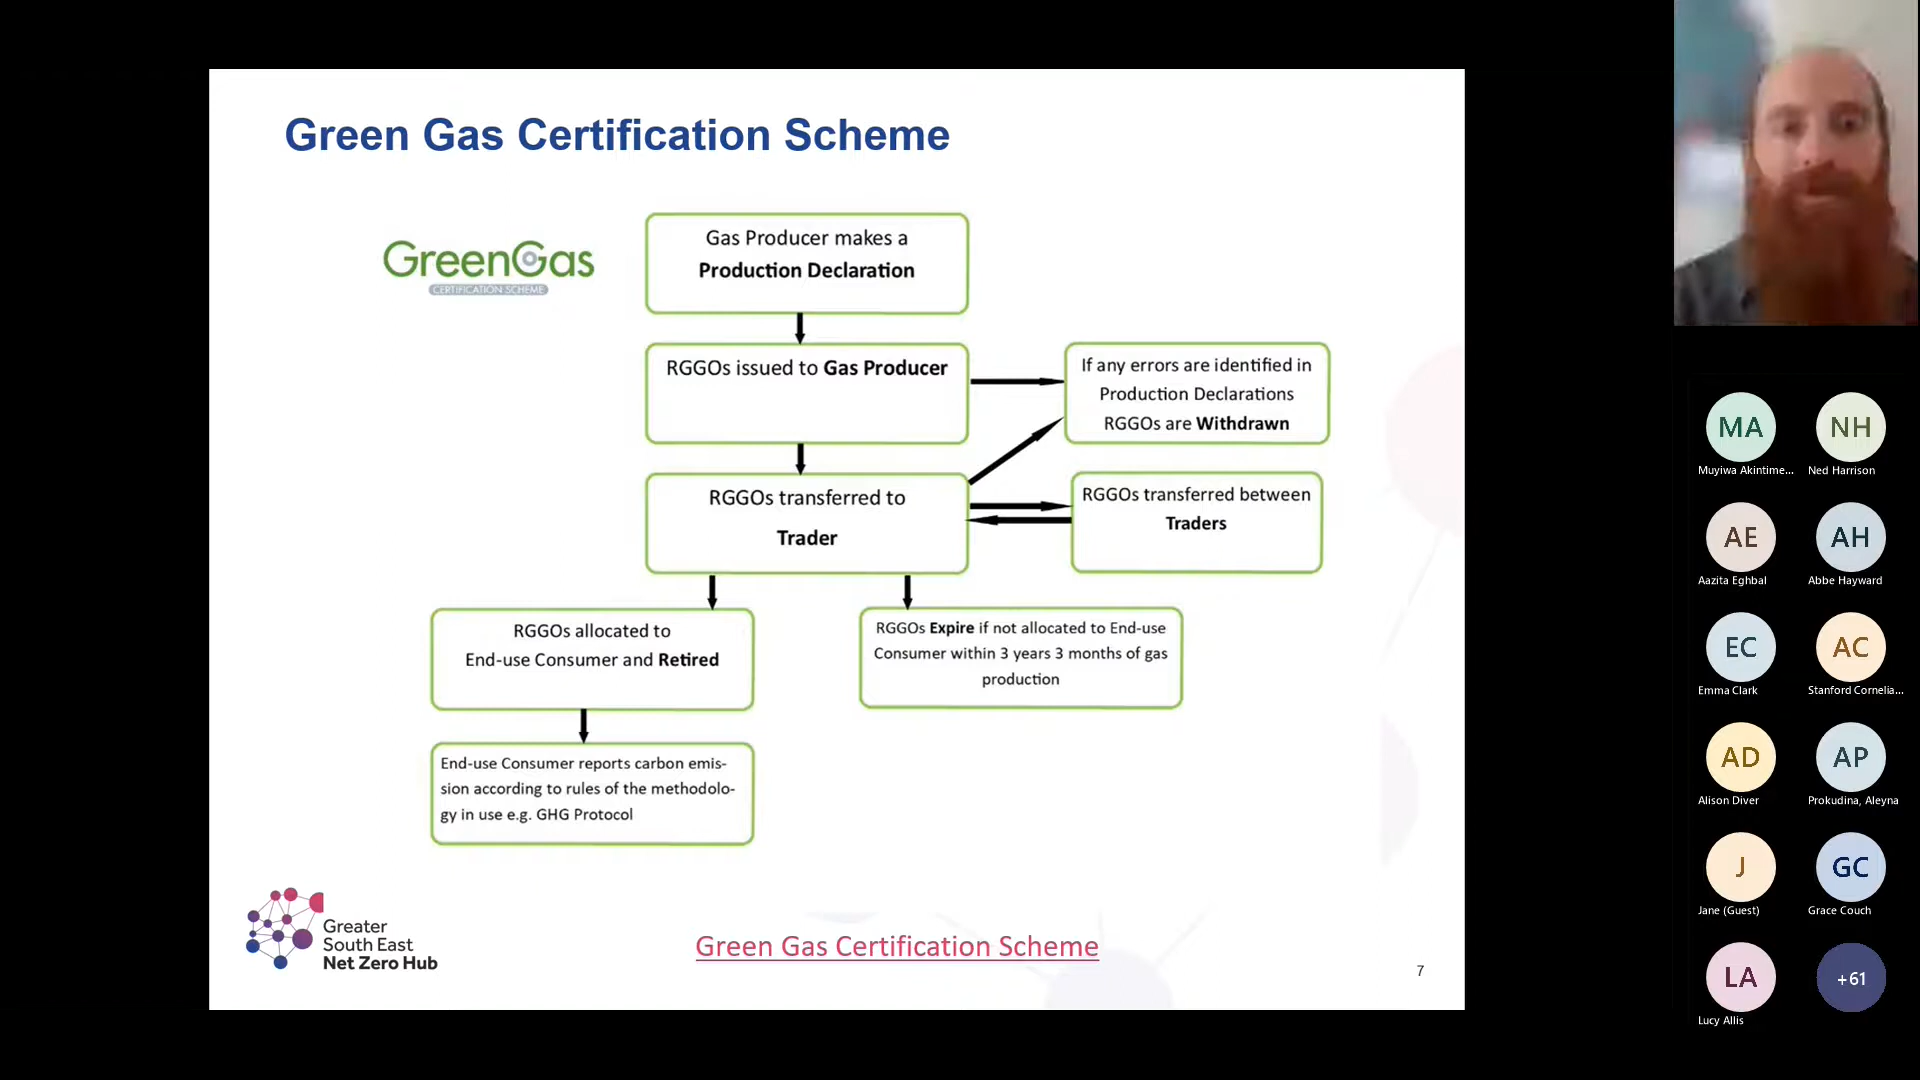 Green Gas Certification Scheme
GreenGas
CERTIFICATION SCHEME
Gas Producer makes a
Production Declaration
RGGOs issued to Gas Producer
If any errors are identified in
Production Declarations
RGGOs are Withdrawn
RGGOs transferred to
Trader
RGGOs transferred between
Traders
RGGOs allocated to
End-use Consumer and Retired
RGGOs Expire if not allocated to End-use
Consumer within 3 years 3 months of gas
production
End-use Consumer reports carbon emis-
sion according to rules of the methodolo-
gy in use e.g. GHG Protocol
Greater
South East
Net Zero Hub
Green Gas Certification Scheme
7
MA
Muyiwa Akintime...
NH
Ned Harrison
AE
Aazita Eghbal
AH
Abbe Hayward
EC
Emma Clark
AC
Stanford Cornelia...
AD
Alison Diver
AP
Prokudina, Aleyna
J
Jane (Guest)
GC
Grace Couch
LA
Lucy Allis
+61